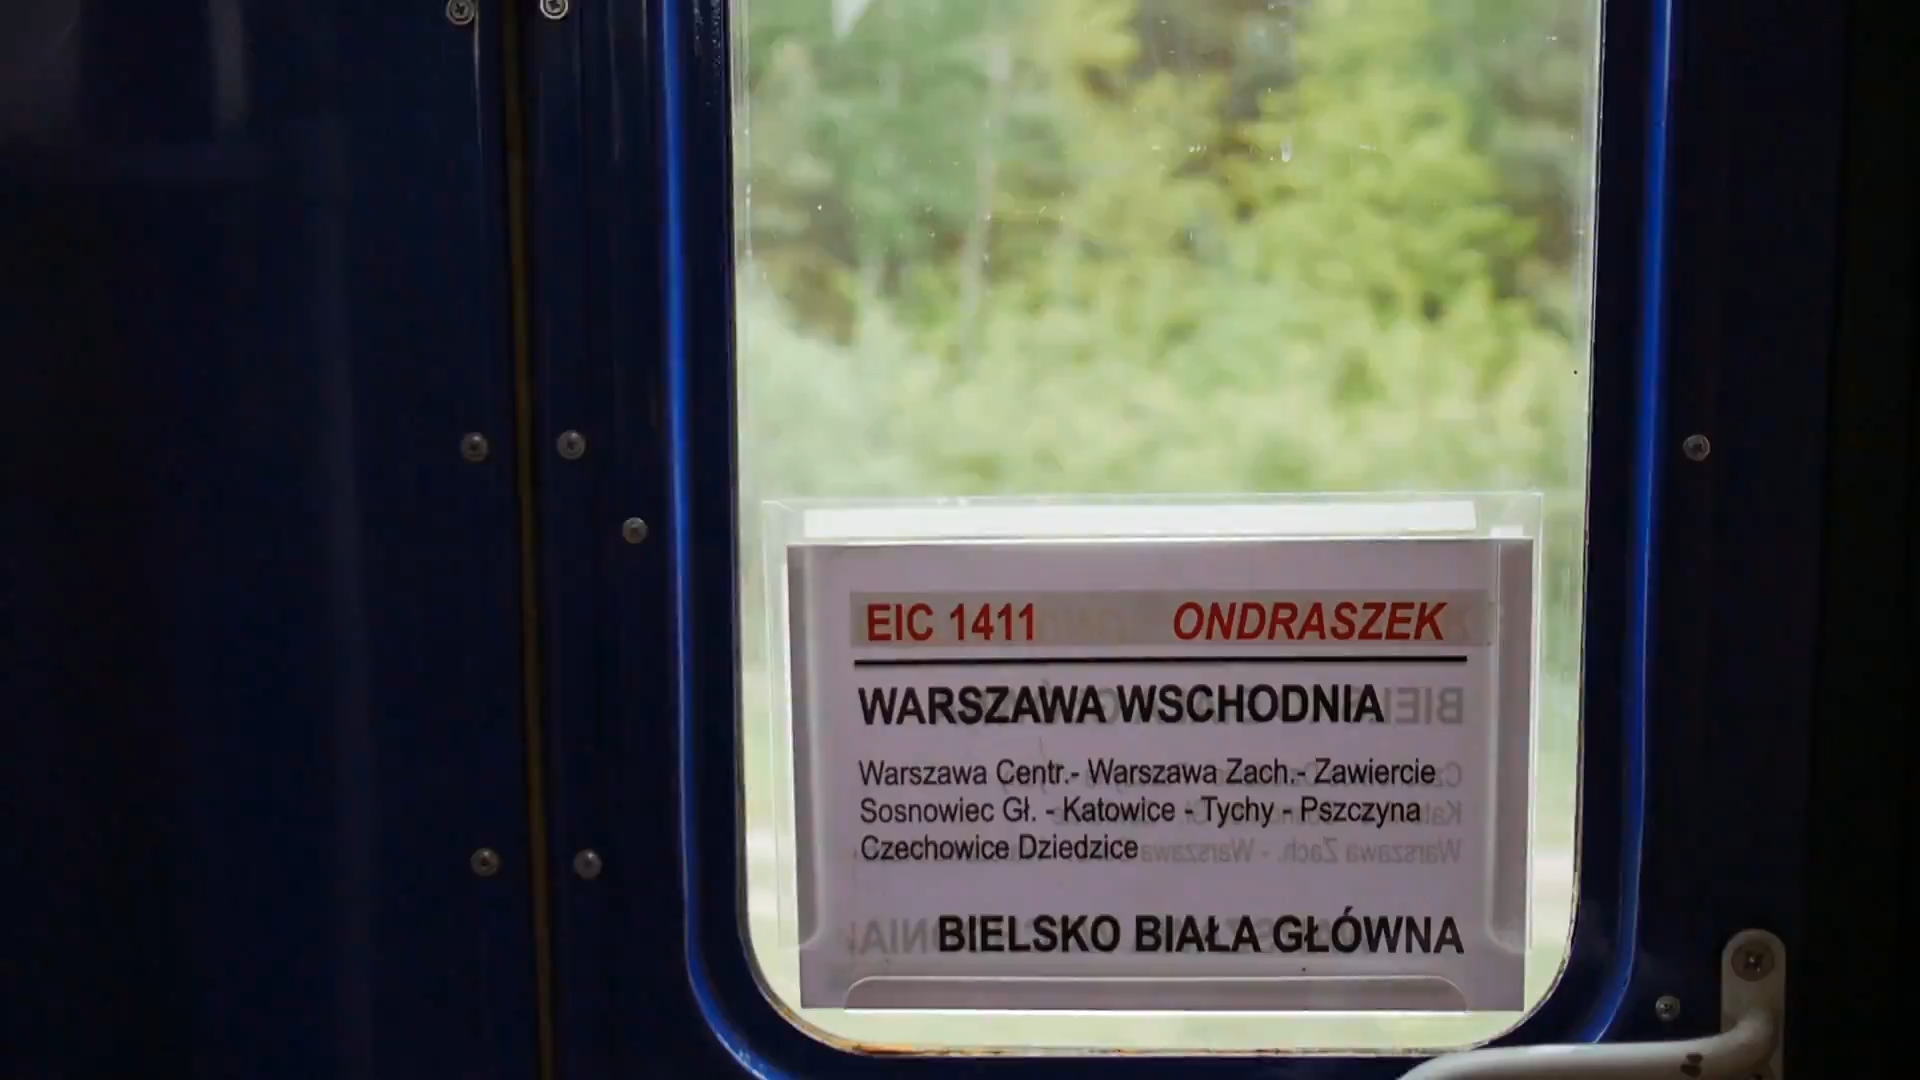 EIC 1411 ONDRASZEK
WARSZAWA WSCHODNIA
Warszawa Centr.- Warszawa Zach.- Zawiercie
Sosnowiec Gł. - Katowice - Tychy - Pszczyna
Czechowice Dziedzice
BIELSKO BIAŁA GŁÓWNA